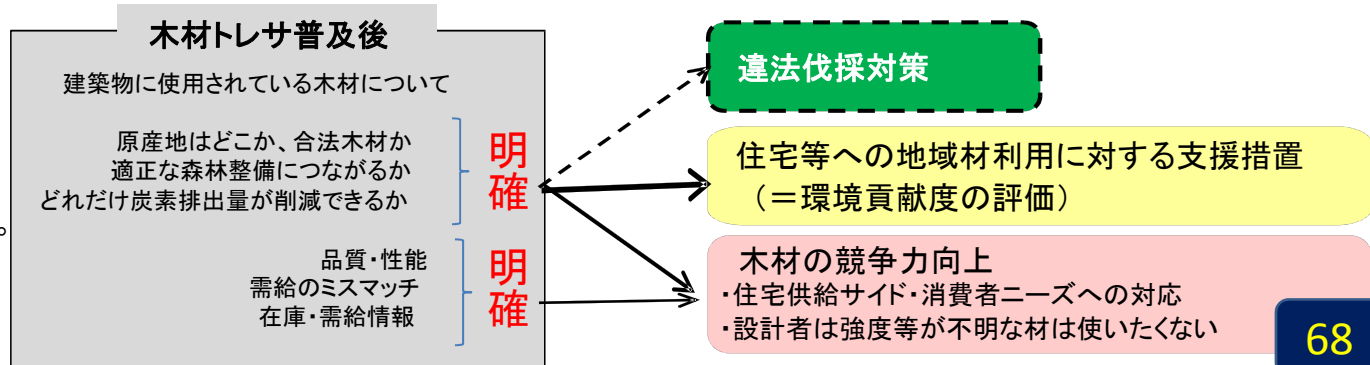 木材トレサ普及後
建築物に使用されている木材について
原産地はどこか、合法木材か
適正な森林整備につながるか
どれだけ炭素排出量が削減できるか
明
確
品質・性能
需給のミスマッチ
在庫・需給情報
明
確
。
違法伐採対策
住宅等への地域材利用に対する支援措置
(=環境貢献度の評価)
木材の競争力向上
・住宅供給サイド・消費者ニーズへの対応
・設計者は強度等が不明な材は使いたくない
68